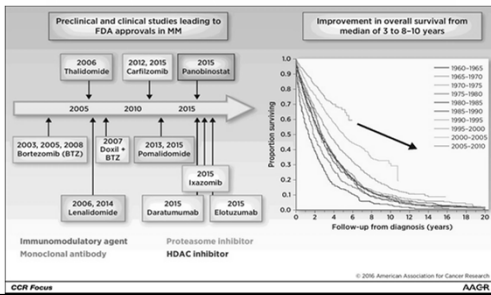 Preclinical and clinical studies leading to
FDA approvals in MM
2006
Thalidomide
2012, 2015
Carfilzomib
2015
Panobinostat
2005
2010
2015
2003, 2005, 2008
Bortezomib (BTZ)
2007
Doxil +
BTZ
2013, 2015
Pomalidomide
2015
Ixazomib
2006, 2014
Lenalidomide
2015
Daratumumab
2015
Elotuzumab
Immunomodulatory agent
Proteasome inhibitor
Monoclonal antibody
HDAC inhibitor
Improvement in overall survival from
median of 3 to 8–10 years
Proportion surviving
1.0
0.9
0.8
0.7
0.6
0.5
0.4
0.3
0.2
0.1
0.0
0 2 4 6 8 10 12 14 16 18 20
Follow-up from diagnosis (years)
1960–1965
1965–1970
1970–1975
1975–1980
1980–1985
1985–1990
1990–1995
1995–2000
2000–2005
2005–2010
© 2016 American Association for Cancer Research
CCR Focus
AACR